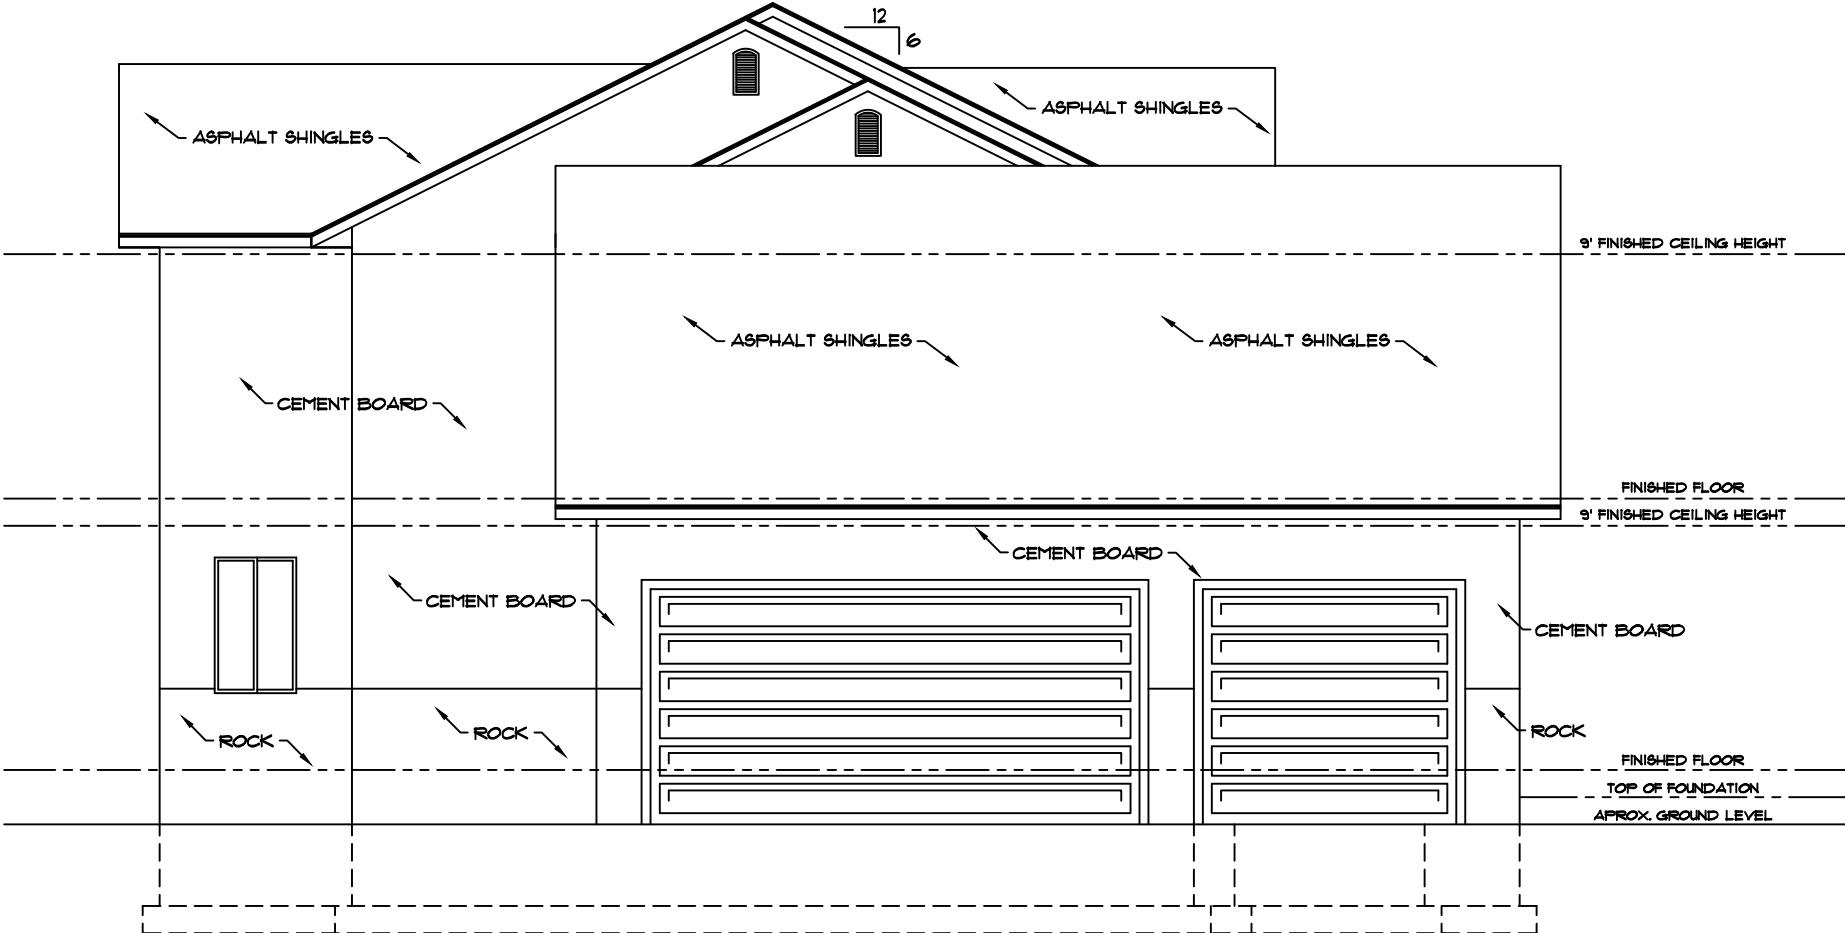 12
6
ASPHALT SHINGLES
ASPHALT SHINGLES
9' FINISHED CEILING HEIGHT
ASPHALT SHINGLES
ASPHALT SHINGLES
CEMENT BOARD
FINISHED FLOOR
9' FINISHED CEILING HEIGHT
CEMENT BOARD
CEMENT BOARD
CEMENT BOARD
ROCK
ROCK
ROCK
FINISHED FLOOR
TOP OF FOUNDATION
APROX. GROUND LEVEL